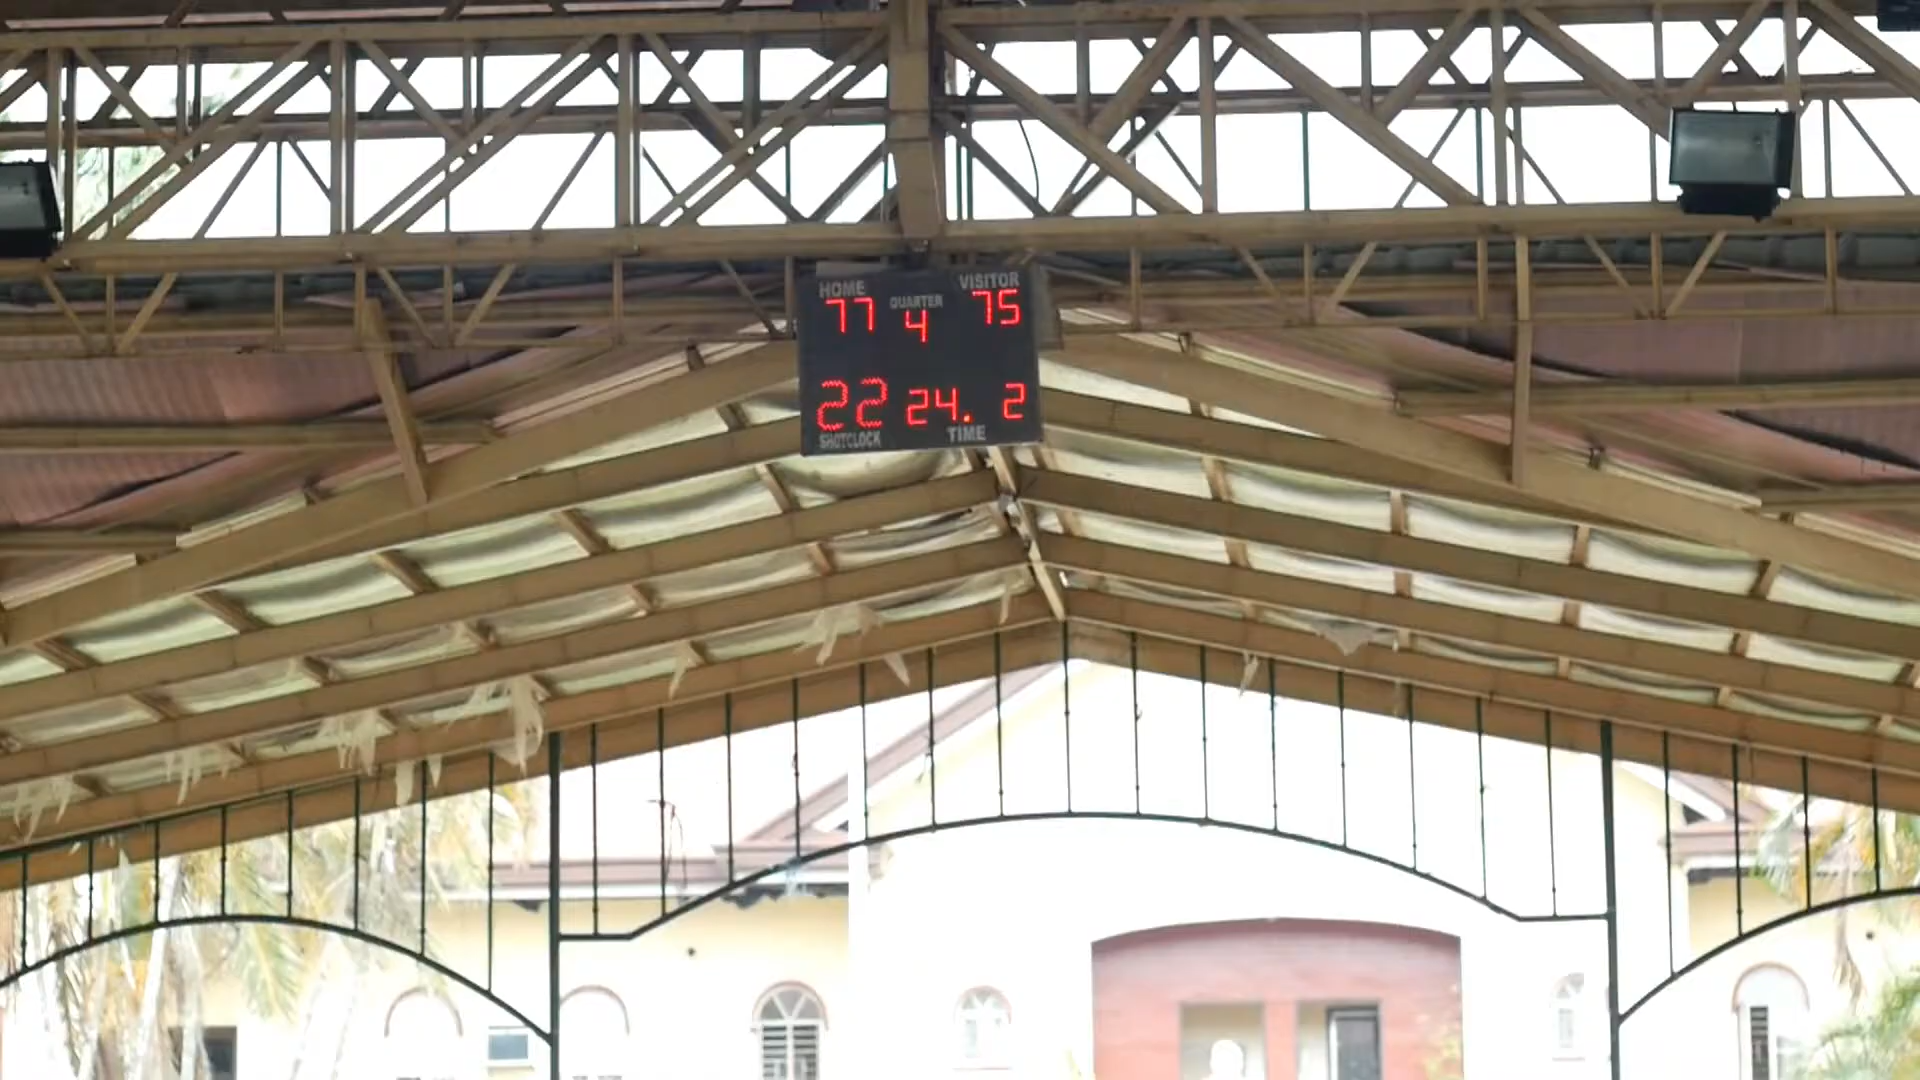 HOME VISITOR
77 QUARTER 75
4
22 24. 2
SHOTCLOCK TIME